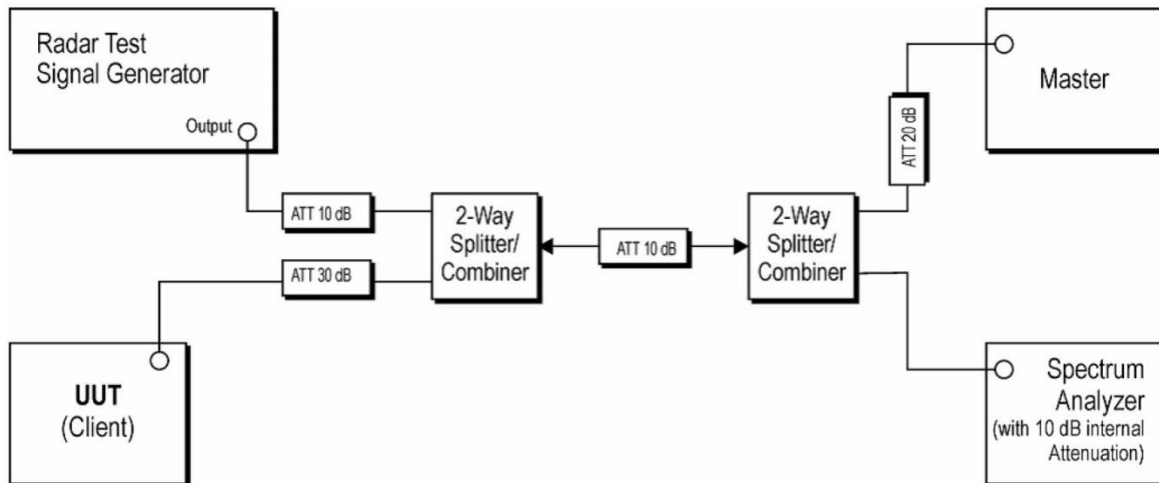 Radar Test
Signal Generator
Output
ATT 10 dB
ATT 30 dB
UUT
(Client)
2-Way
Splitter/
Combiner
ATT 10 dB
2-Way
Splitter/
Combiner
ATT 20 dB
Master
Spectrum
Analyzer
(with 10 dB internal
Attenuation)